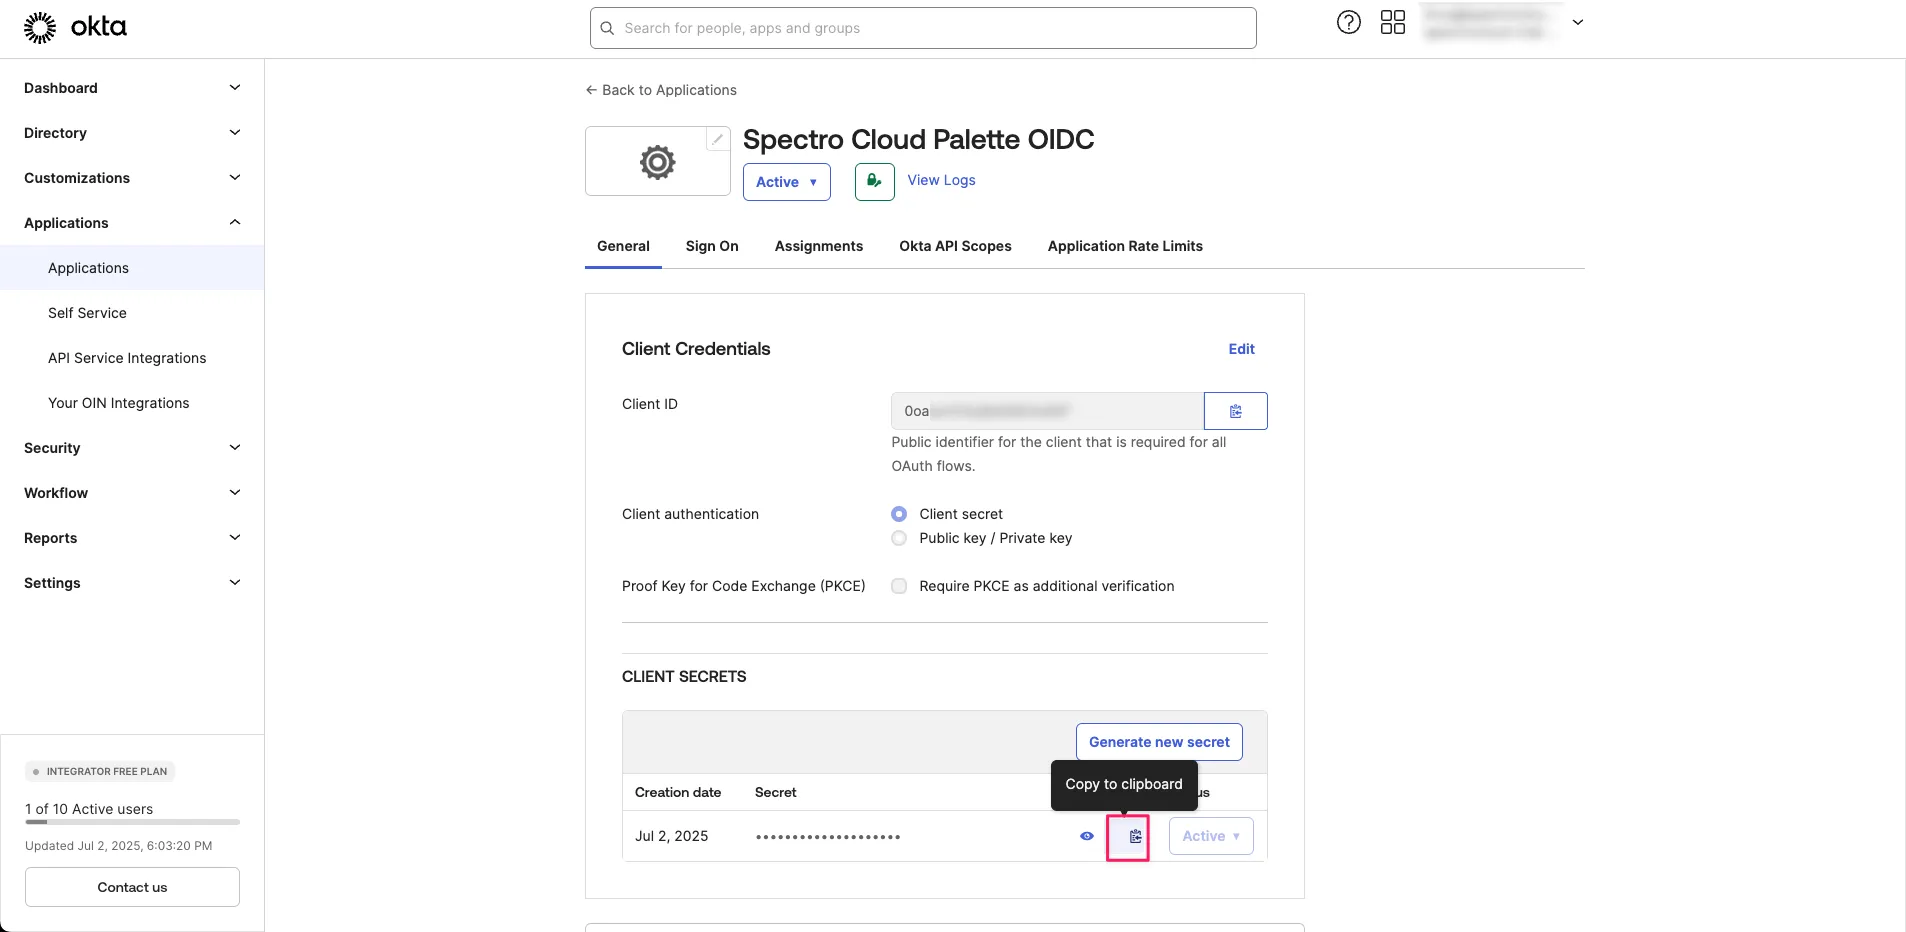 okta
Search for people, apps and groups
Dashboard
Directory
Customizations
Applications
Applications
Self Service
API Service Integrations
Your OIN Integrations
Security
Workflow
Reports
Settings
INTEGRATOR FREE PLAN
1 of 10 Active users
Updated Jul 2, 2025, 6:03:20 PM
Contact us
← Back to Applications
Spectro Cloud Palette OIDC
Active ▼
View Logs
General Sign On Assignments Okta API Scopes Application Rate Limits
Client Credentials
Edit
Client ID
0oa
Public identifier for the client that is required for all
OAuth flows.
Client authentication
Client secret
Public key / Private key
Proof Key for Code Exchange (PKCE)
Require PKCE as additional verification
CLIENT SECRETS
Generate new secret
Copy to clipboard
Creation date Secret
Jul 2, 2025 •••••••••••••••••••• Active ▼